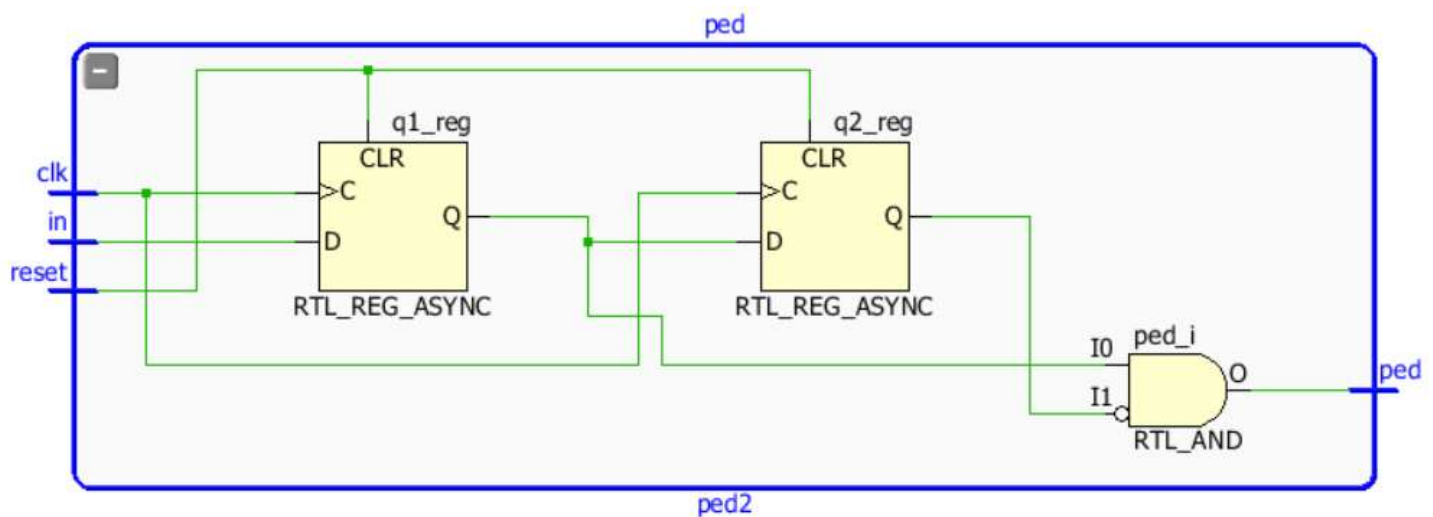 ped
-
q1_reg
q2_reg
CLR
CLR
clk
C
C
Q
Q
in
D
D
reset
RTL_REG_ASYNC
RTL_REG_ASYNC
ped_i
I0
O
ped
I1
RTL_AND
ped2